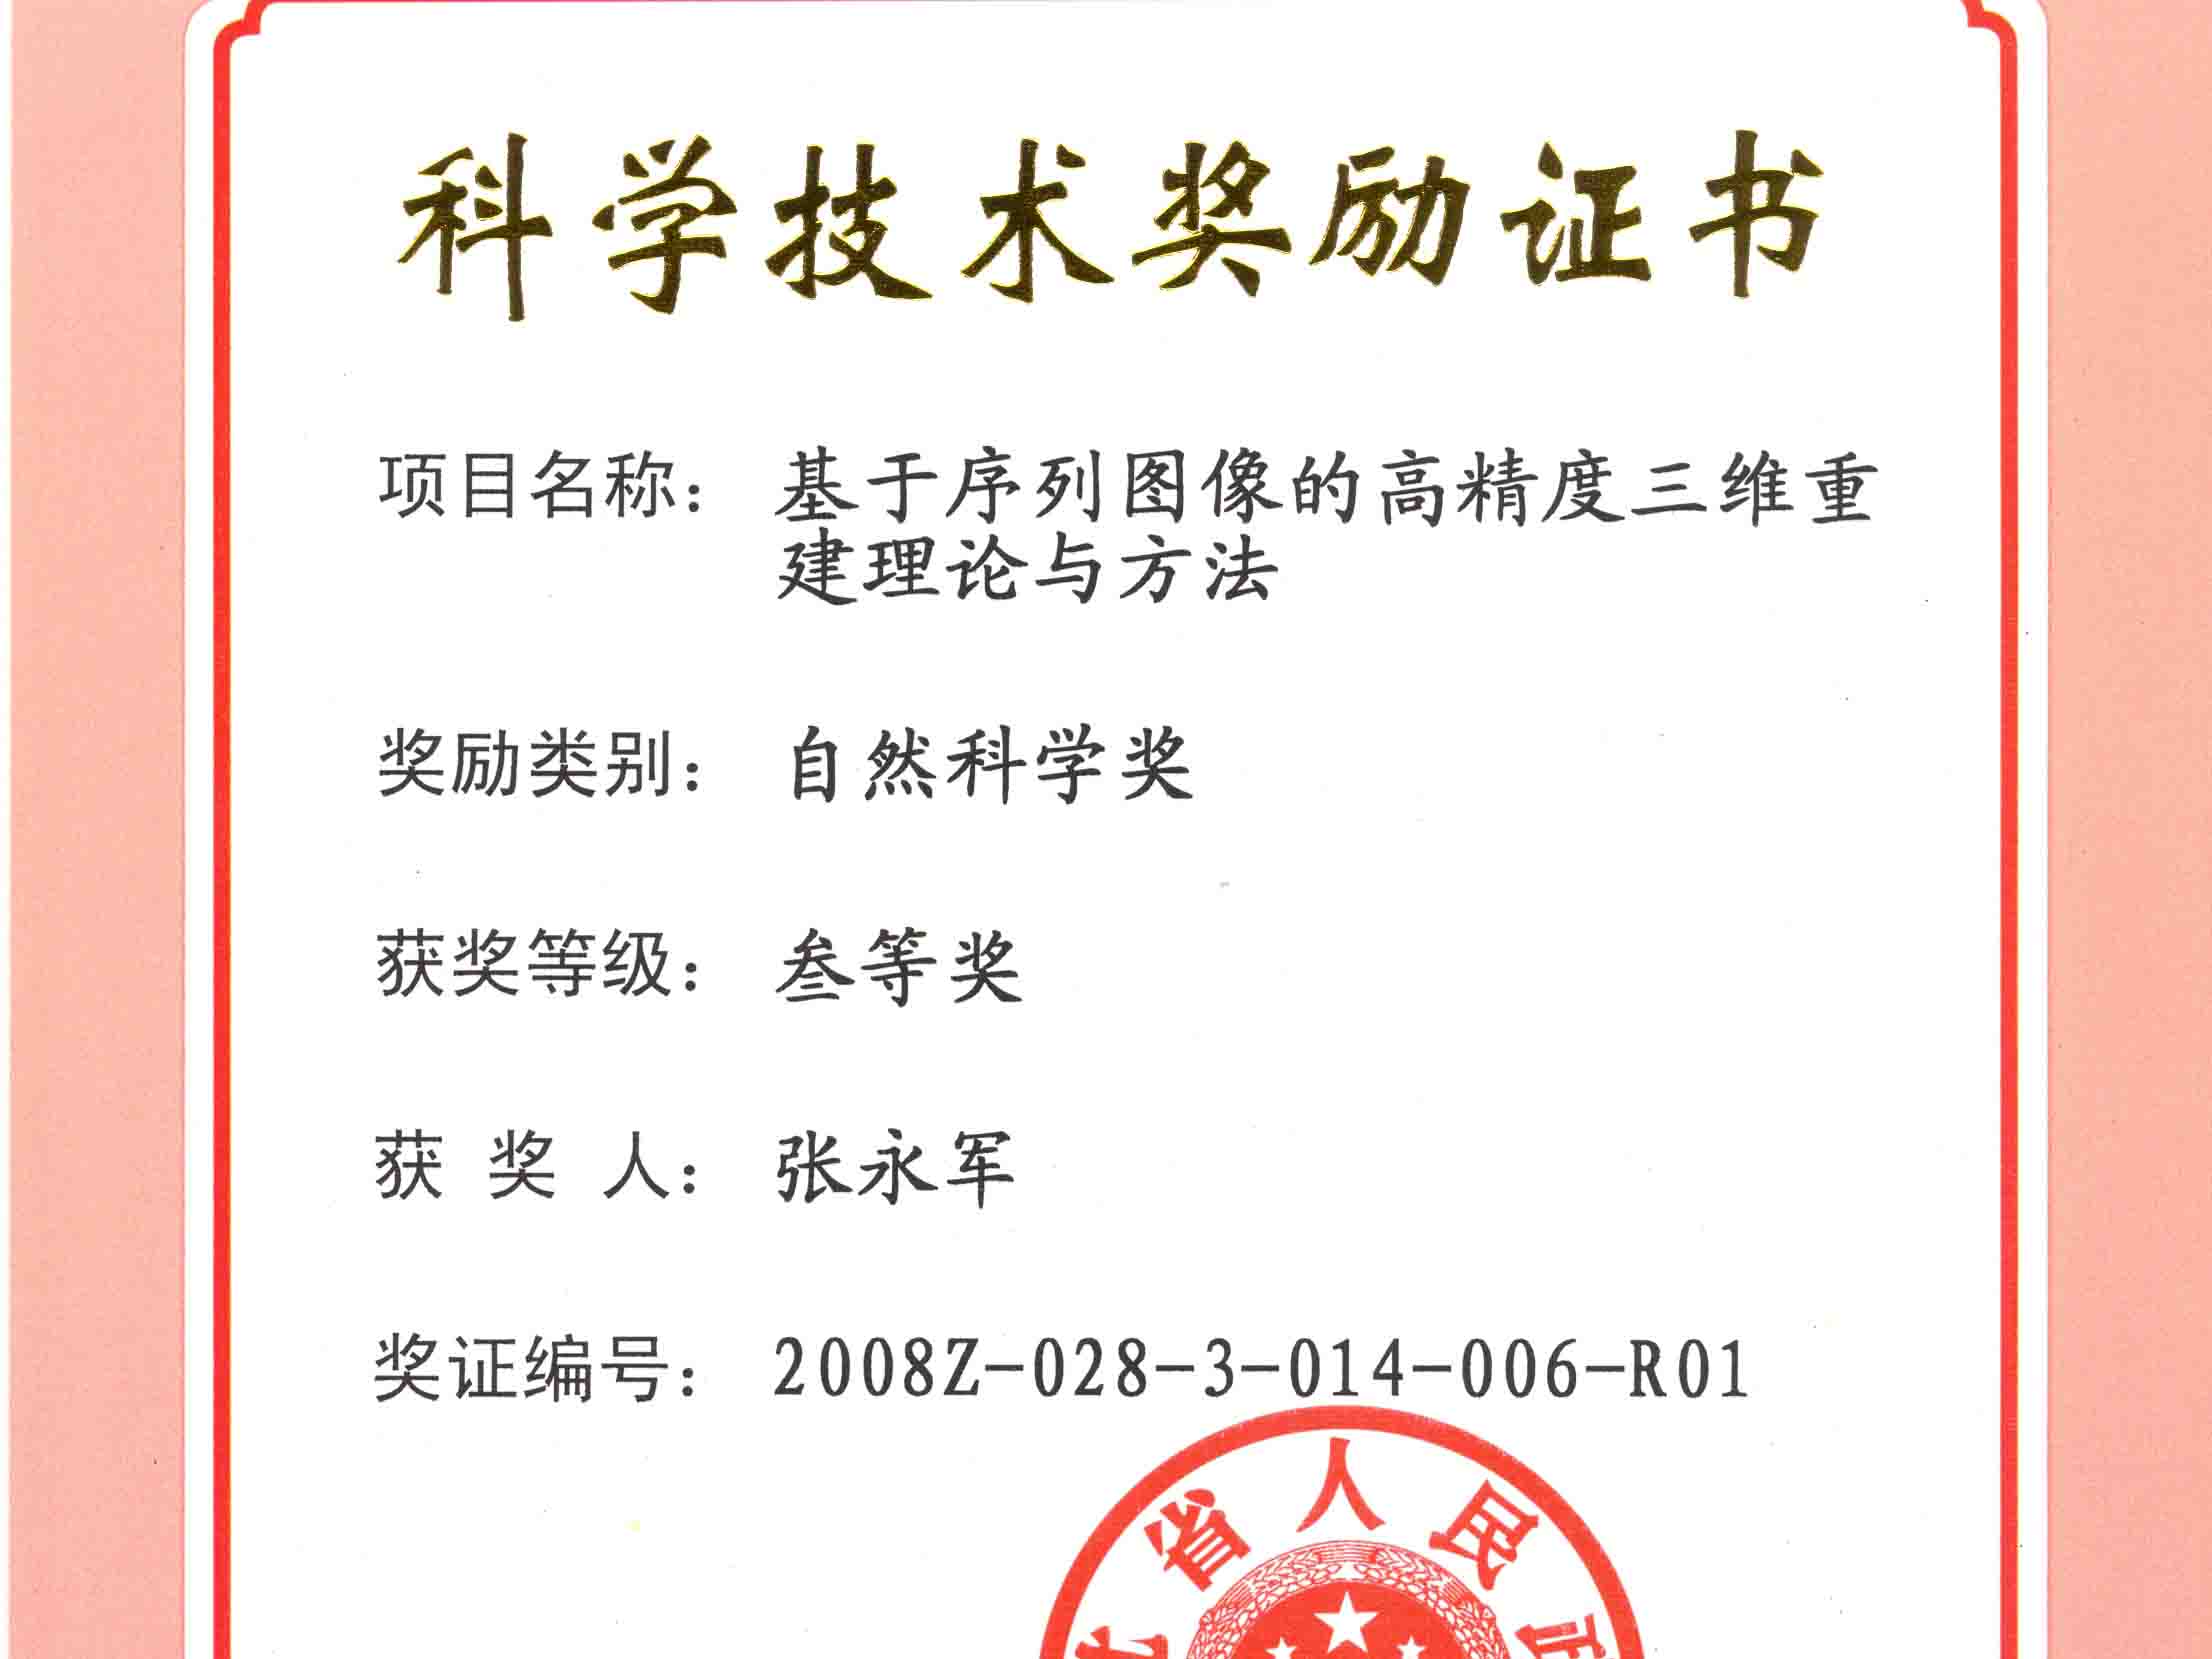 科学技术奖励证书
项目名称：基于序列图像的高精度三维重
建理论与方法
奖励类别：自然科学奖
获奖等级：叁等奖
获 奖 人：张永军
奖证编号：2008Z-028-3-014-006-R01
省人民